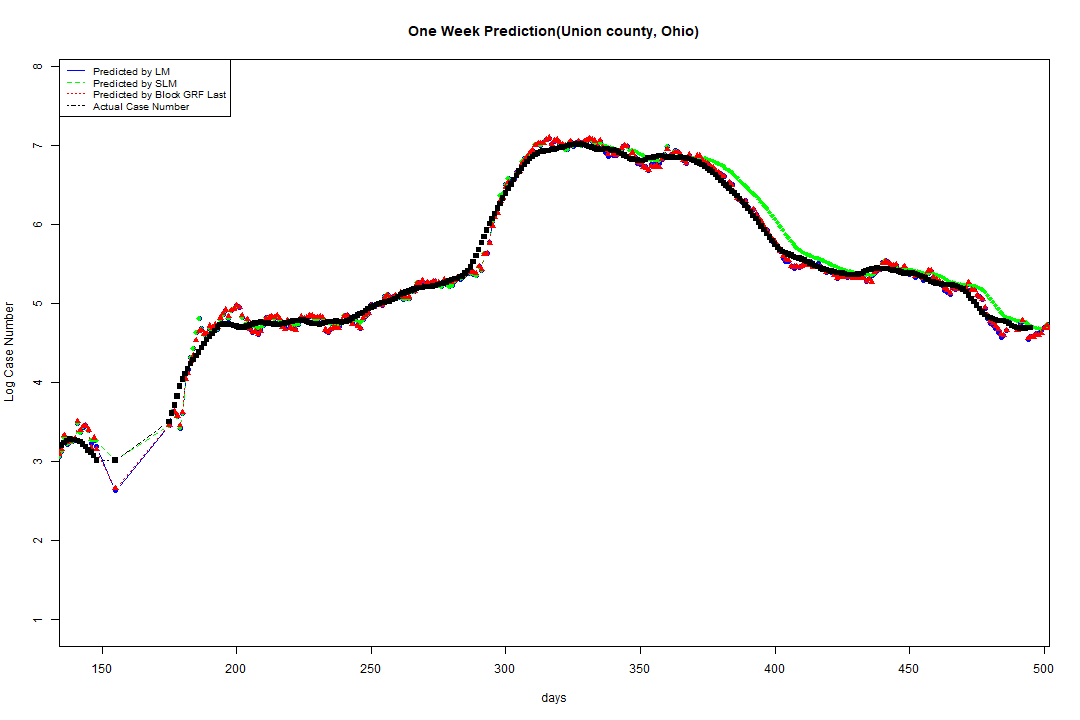 One Week Prediction(Union county, Ohio)
Predicted by LM
Predicted by SLM
Predicted by Block GRF Last
Actual Case Number
8
7
6
5
4
3
2
1
Log Case Number
150 200 250 300 350 400 450 500
days